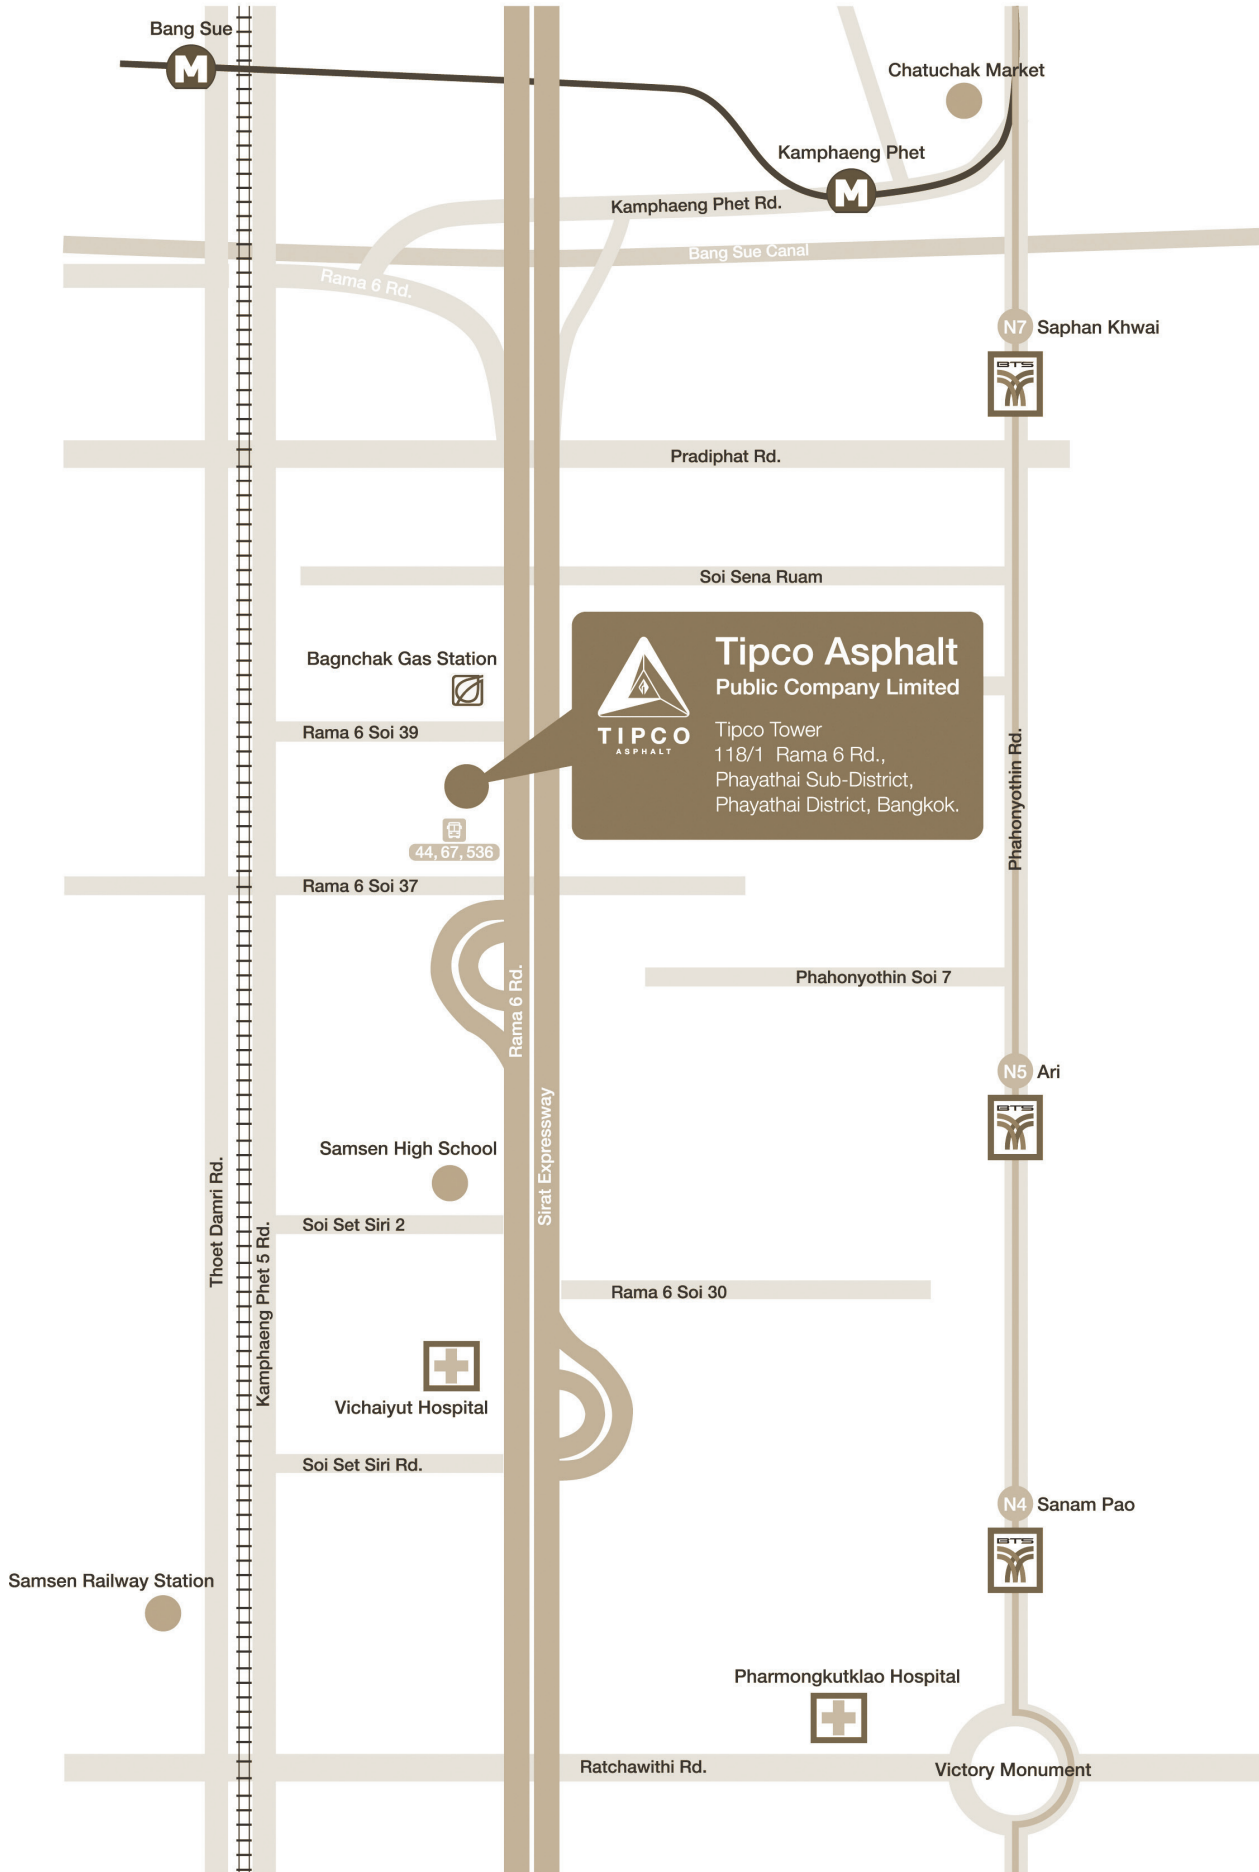 Bang Sue
M
Chatuchak Market
Kamphaeng Phet
M
Kamphaeng Phet Rd.
Bang Sue Canal
Rama 6 Rd.
N7 Saphan Khwai
BTS
Pradiphat Rd.
Soi Sena Ruam
Bagnchak Gas Station
Rama 6 Soi 39
TIPCO
ASPHALT
Tipco Asphalt
Public Company Limited
Tipco Tower
118/1 Rama 6 Rd.,
Phayathai Sub-District,
Phayathai District, Bangkok.
Phahonyothin Rd.
44, 67, 536
Rama 6 Soi 37
Rama 6 Rd.
Phahonyothin Soi 7
N5 Ari
BTS
Sirat Expressway
Samsen High School
Thoet Damri Rd.
Kamphaeng Phet 5 Rd.
Soi Set Siri 2
Rama 6 Soi 30
Vichaiyut Hospital
Soi Set Siri Rd.
N4 Sanam Pao
BTS
Samsen Railway Station
Pharmongkutklao Hospital
Ratchawithi Rd.
Victory Monument